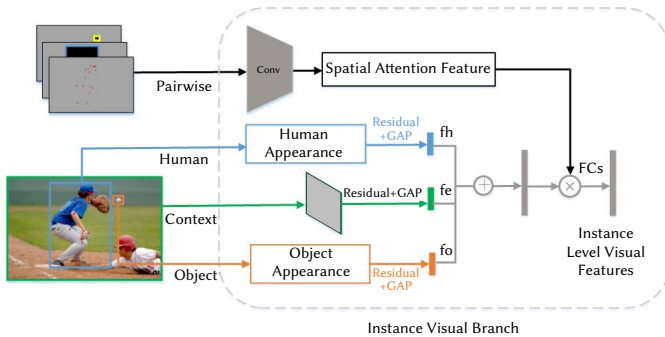 Conv
Spatial Attention Feature
Pairwise
Residual
+GAP
fh
Human
Appearance
Human
FCs
Residual+GAP
fe
Context
Instance
Level Visual
Features
Object
Appearance
fo
Object
Residual
+GAP
Instance Visual Branch